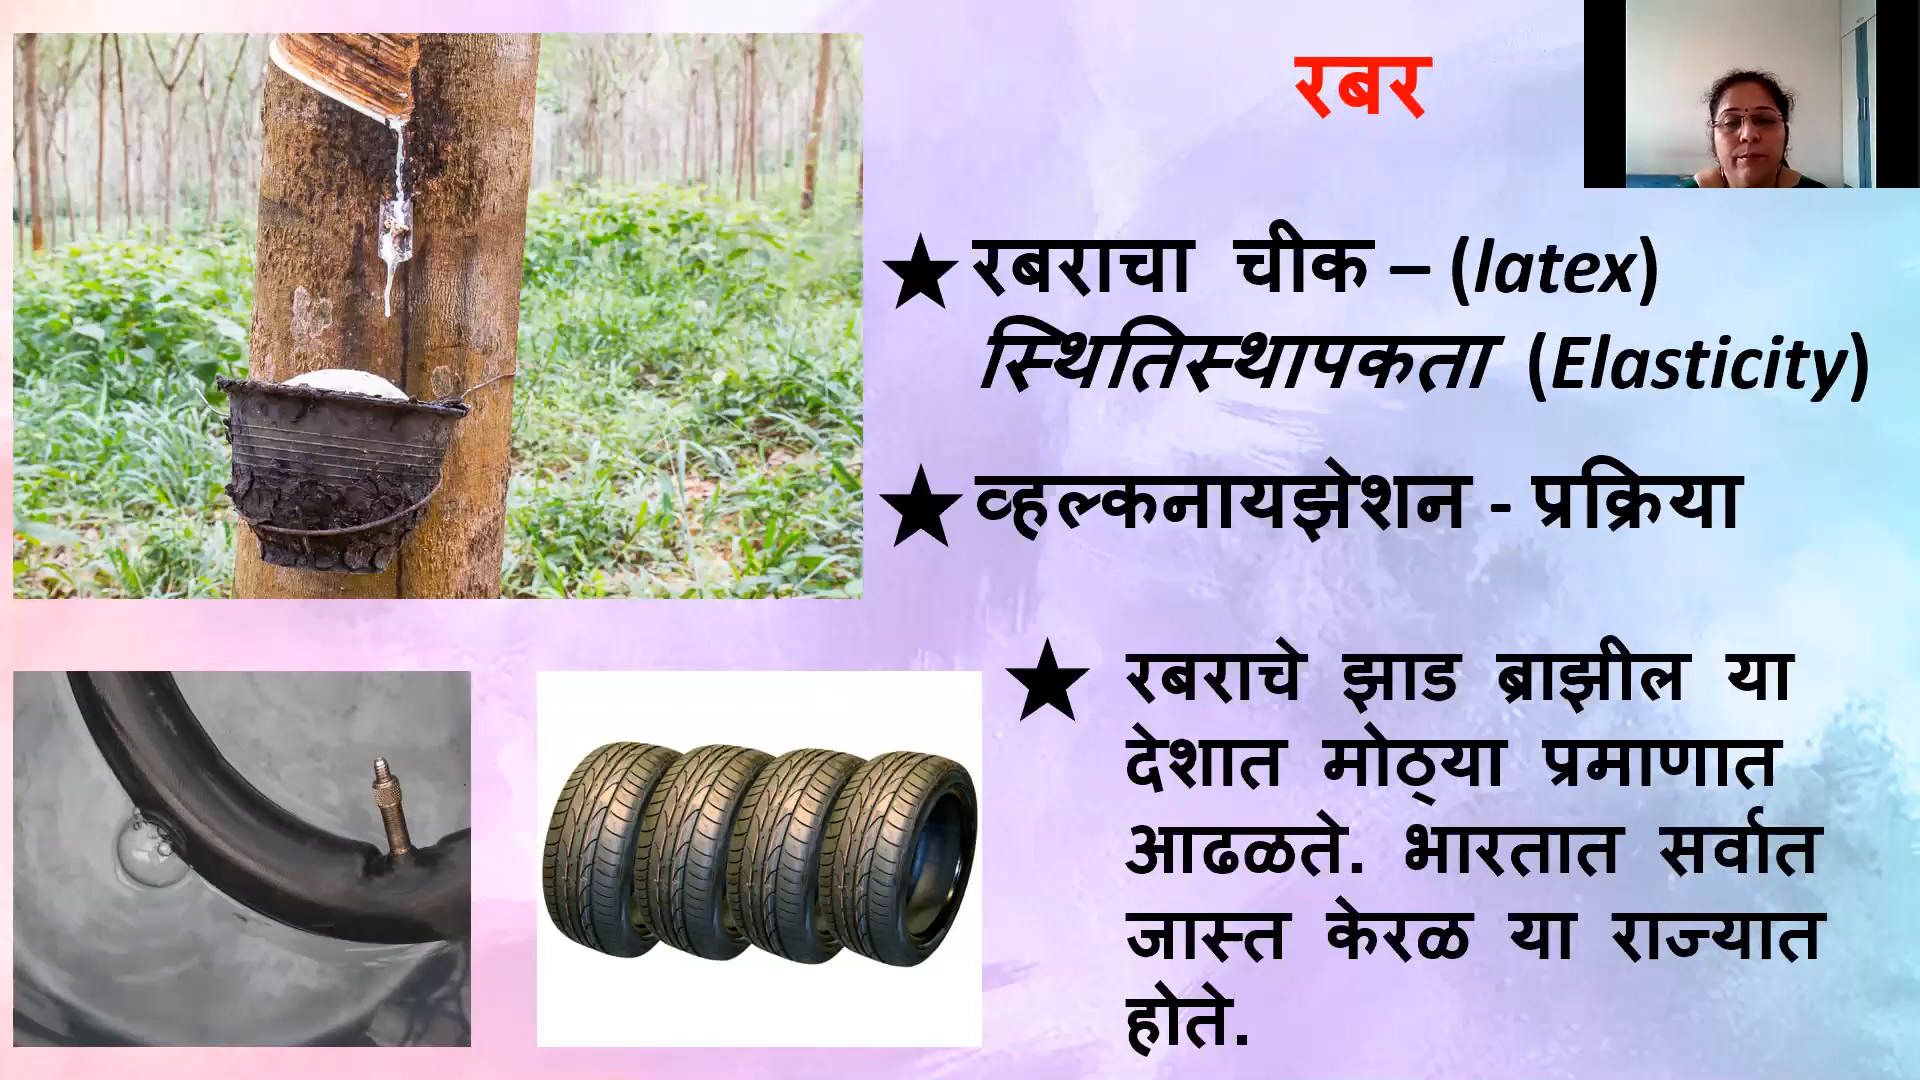 रबर
रबराचा चीक – (latex)
स्थितिस्थापकता (Elasticity)
व्हल्कनायझेशन - प्रक्रिया
रबराचे झाड ब्राझील या
देशात मोठ्या प्रमाणात
आढळते. भारतात सर्वात
जास्त केरळ या राज्यात
होते.